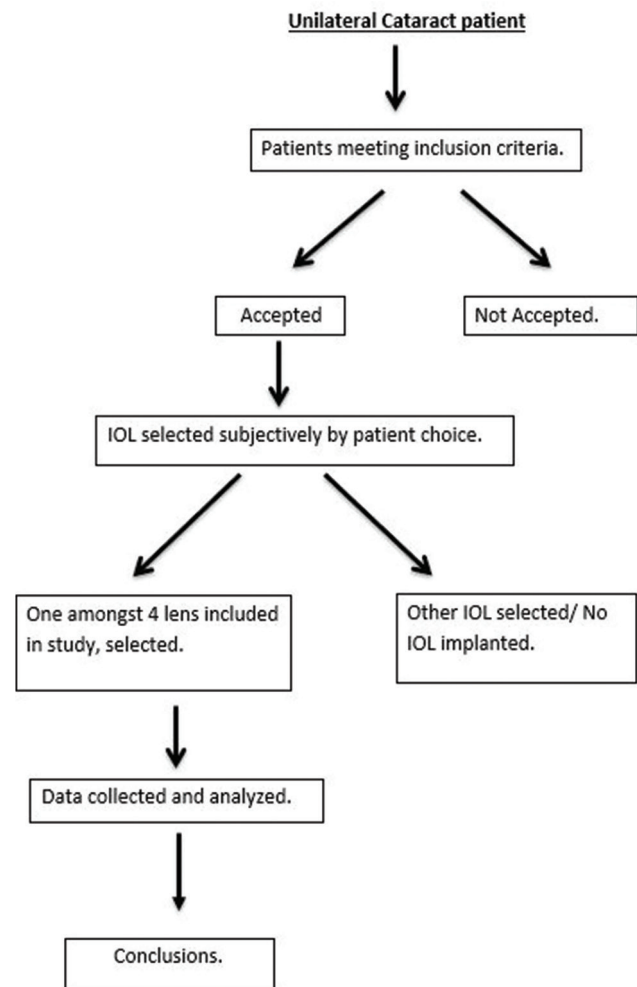 Unilateral Cataract patient
Patients meeting inclusion criteria.
Accepted
Not Accepted.
IOL selected subjectively by patient choice.
One amongst 4 lens included
in study, selected.
Other IOL selected/ No
IOL implanted.
Data collected and analyzed.
Conclusions.